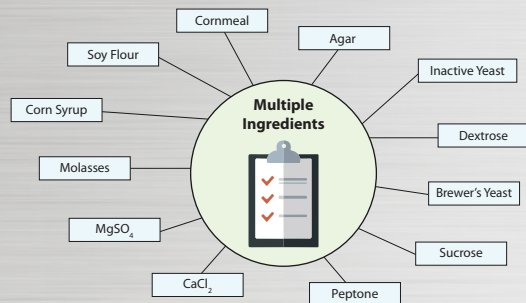 Cornmeal
Agar
Soy Flour
Inactive Yeast
Corn Syrup
Multiple
Ingredients
Dextrose
Molasses
Brewer's Yeast
MgSO₄
Sucrose
CaCl₂
Peptone